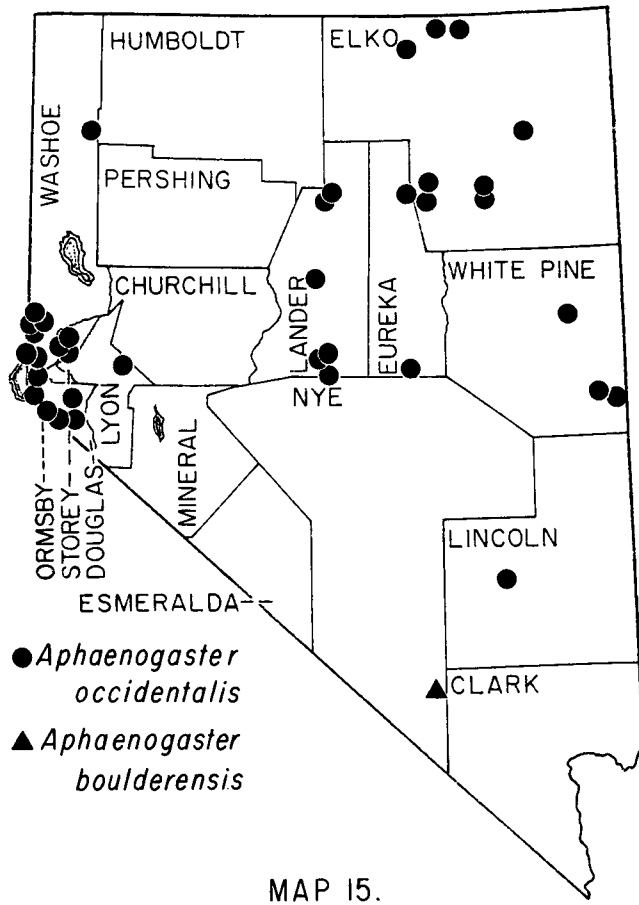 HUMBOLDT
ELKO
WASHOE
PERSHING
CHURCHILL
LANDER
EUREKA
WHITE PINE
NYE
LYON
MINERAL
ORMSBY
STOREY
DOUGLAS
LINCOLN
ESMERALDA
CLARK
Aphaenogaster
occidentalis
Aphaenogaster
boulderensis
MAP 15.